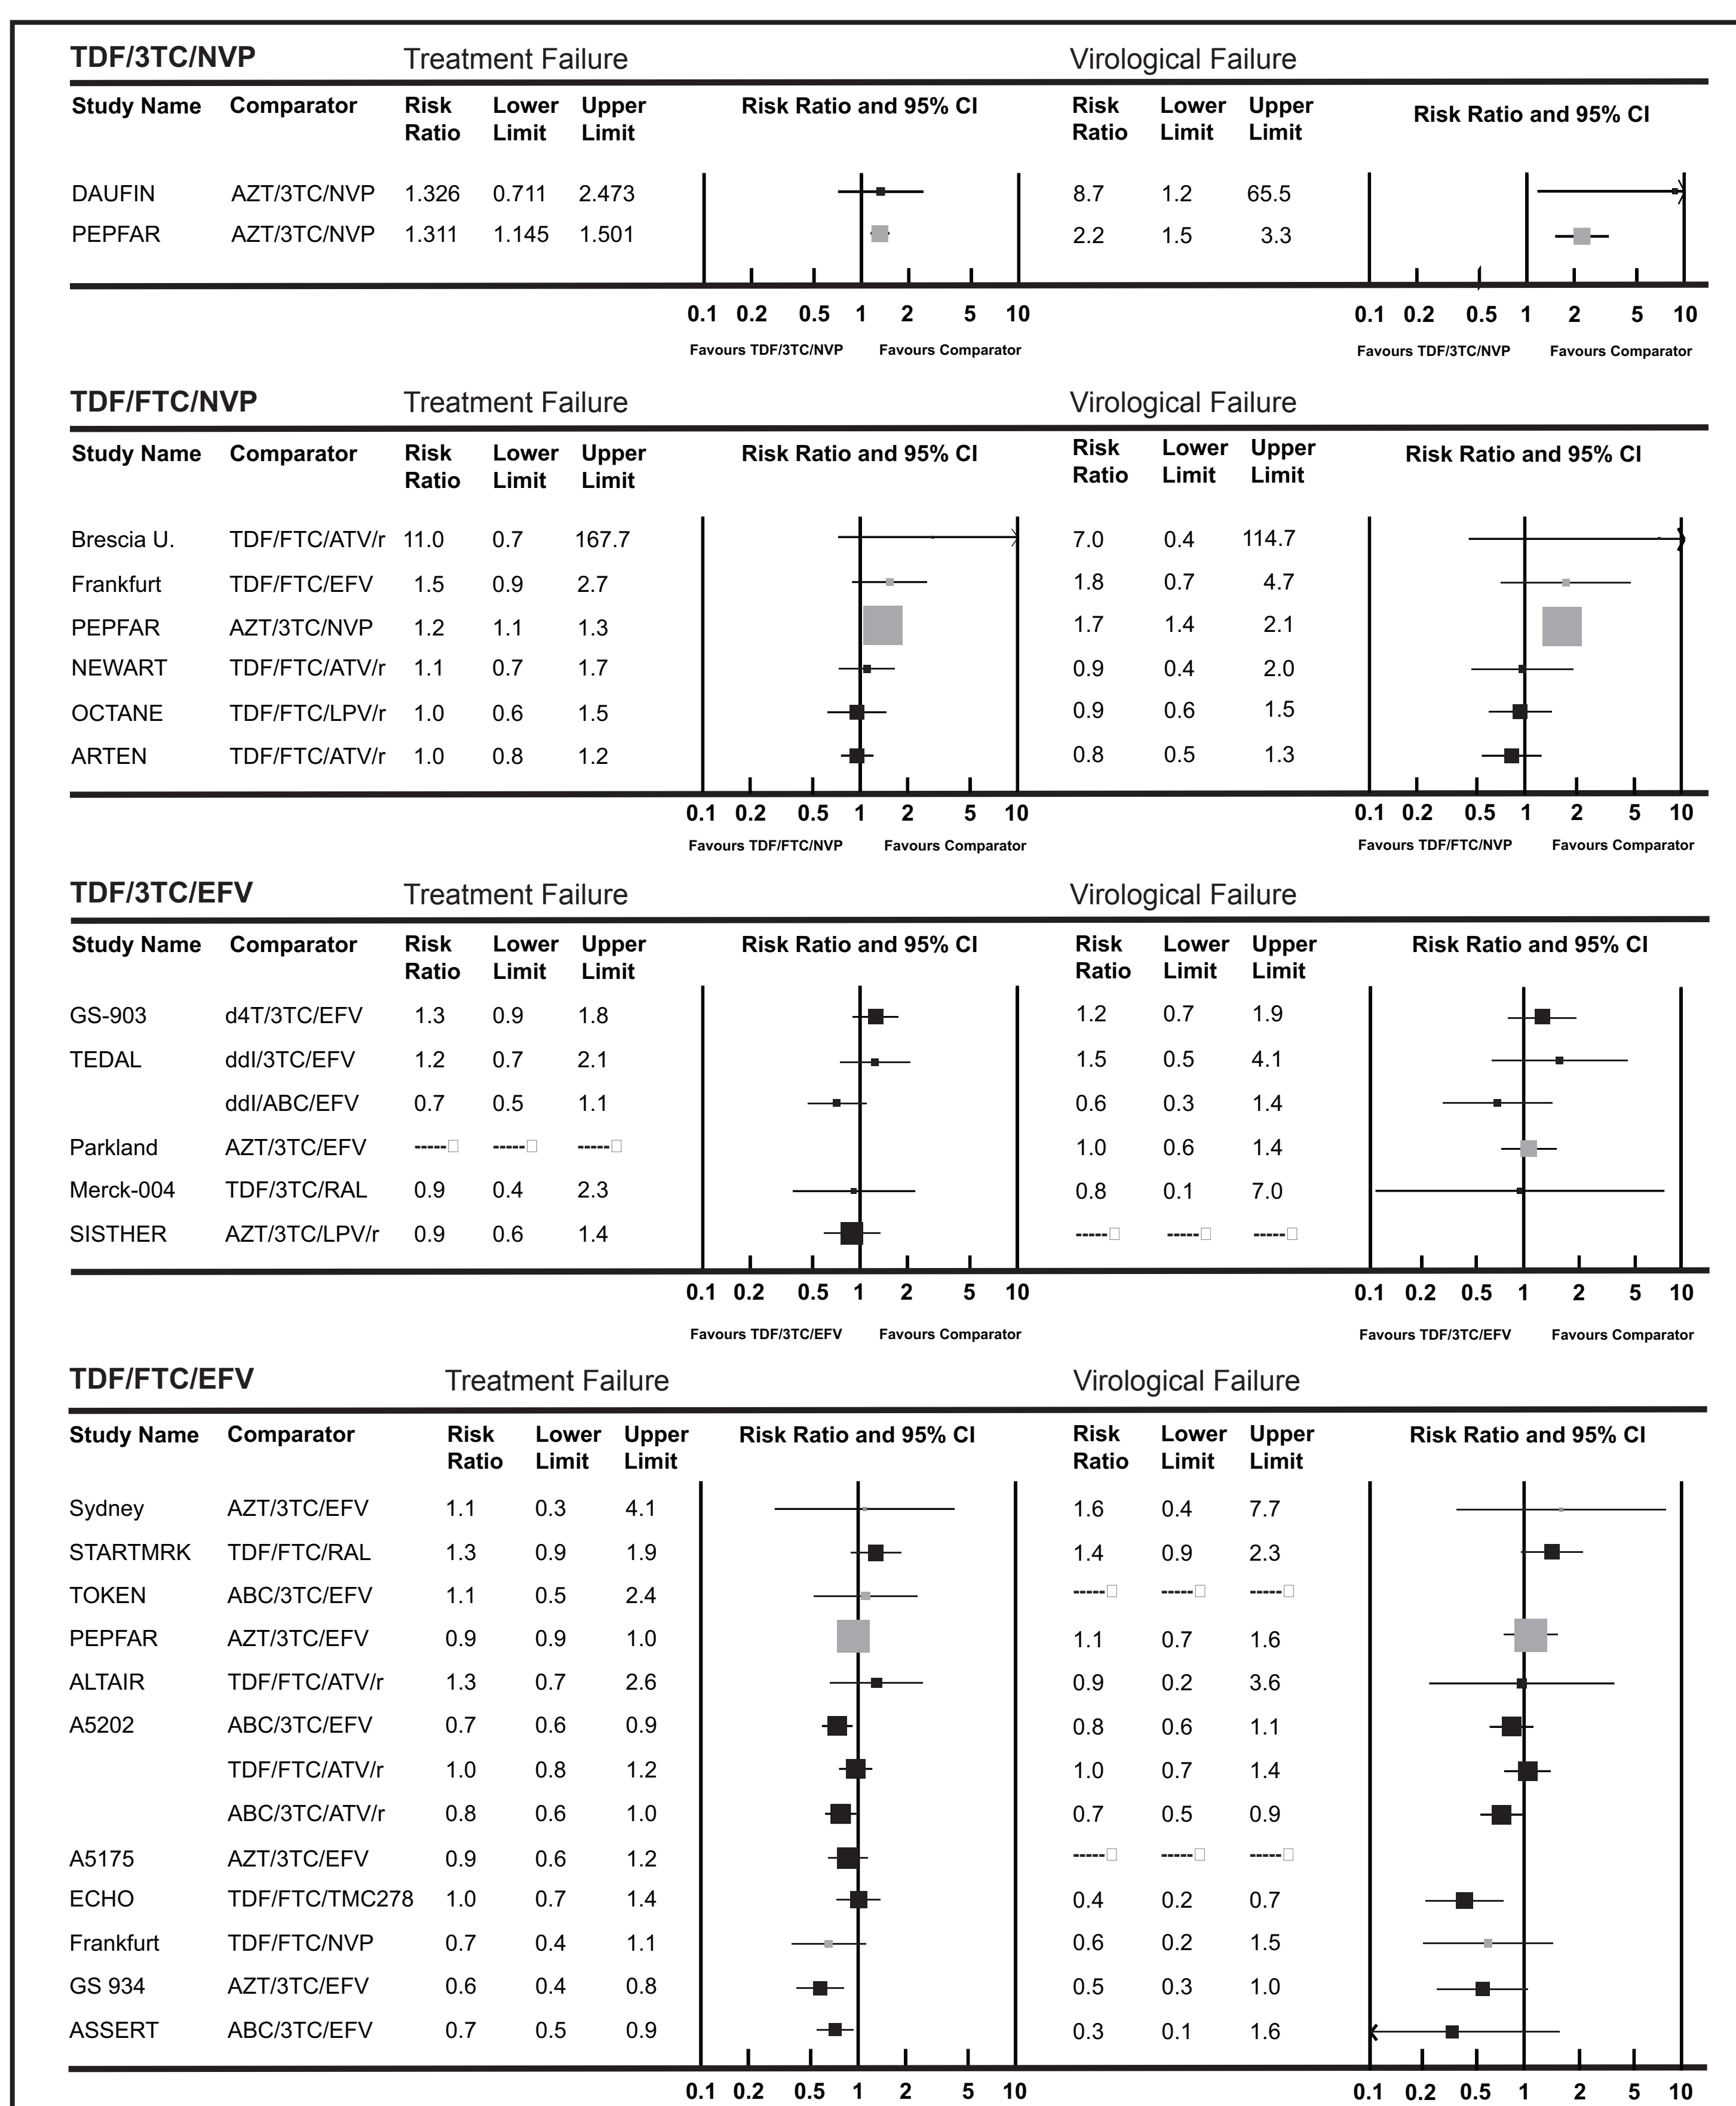 TDF/3TC/NVP Treatment Failure Virological Failure
Study Name Comparator Risk Ratio Lower Limit Upper Limit Risk Ratio and 95% CI Risk Ratio Lower Limit Upper Limit Risk Ratio and 95% CI
DAUFIN AZT/3TC/NVP 1.326 0.711 2.473 8.7 1.2 65.5
PEPFAR AZT/3TC/NVP 1.311 1.145 1.501 2.2 1.5 3.3
0.1 0.2 0.5 1 2 5 10 0.1 0.2 0.5 1 2 5 10
Favours TDF/3TC/NVP Favours Comparator Favours TDF/3TC/NVP Favours Comparator
TDF/FTC/NVP Treatment Failure Virological Failure
Study Name Comparator Risk Ratio Lower Limit Upper Limit Risk Ratio and 95% CI Risk Ratio Lower Limit Upper Limit Risk Ratio and 95% CI
Brescia U. TDF/FTC/ATV/r 11.0 0.7 167.7 7.0 0.4 114.7
Frankfurt TDF/FTC/EFV 1.5 0.9 2.7 1.8 0.7 4.7
PEPFAR AZT/3TC/NVP 1.2 1.1 1.3 1.7 1.4 2.1
NEWART TDF/FTC/ATV/r 1.1 0.7 1.7 0.9 0.4 2.0
OCTANE TDF/FTC/LPV/r 1.0 0.6 1.5 0.9 0.6 1.5
ARTEN TDF/FTC/ATV/r 1.0 0.8 1.2 0.8 0.5 1.3
0.1 0.2 0.5 1 2 5 10 0.1 0.2 0.5 1 2 5 10
Favours TDF/FTC/NVP Favours Comparator Favours TDF/FTC/NVP Favours Comparator
TDF/3TC/EFV Treatment Failure Virological Failure
Study Name Comparator Risk Ratio Lower Limit Upper Limit Risk Ratio and 95% CI Risk Ratio Lower Limit Upper Limit Risk Ratio and 95% CI
GS-903 d4T/3TC/EFV 1.3 0.9 1.8 1.2 0.7 1.9
TEDAL ddI/3TC/EFV 1.2 0.7 2.1 1.5 0.5 4.1
ddI/ABC/EFV 0.7 0.5 1.1 0.6 0.3 1.4
Parkland AZT/3TC/EFV -----□ -----□ -----□ 1.0 0.6 1.4
Merck-004 TDF/3TC/RAL 0.9 0.4 2.3 0.8 0.1 7.0
SISTHER AZT/3TC/LPV/r 0.9 0.6 1.4 -----□ -----□ -----□
0.1 0.2 0.5 1 2 5 10 0.1 0.2 0.5 1 2 5 10
Favours TDF/3TC/EFV Favours Comparator Favours TDF/3TC/EFV Favours Comparator
TDF/FTC/EFV Treatment Failure Virological Failure
Study Name Comparator Risk Ratio Lower Limit Upper Limit Risk Ratio and 95% CI Risk Ratio Lower Limit Upper Limit Risk Ratio and 95% CI
Sydney AZT/3TC/EFV 1.1 0.3 4.1 1.6 0.4 7.7
STARTMRK TDF/FTC/RAL 1.3 0.9 1.9 1.4 0.9 2.3
TOKEN ABC/3TC/EFV 1.1 0.5 2.4 -----□ -----□ -----□
PEPFAR AZT/3TC/EFV 0.9 0.9 1.0 1.1 0.7 1.6
ALTAIR TDF/FTC/ATV/r 1.3 0.7 2.6 0.9 0.2 3.6
A5202 ABC/3TC/EFV 0.7 0.6 0.9 0.8 0.6 1.1
TDF/FTC/ATV/r 1.0 0.8 1.2 1.0 0.7 1.4
ABC/3TC/ATV/r 0.8 0.6 1.0 0.7 0.5 0.9
A5175 AZT/3TC/EFV 0.9 0.6 1.2 -----□ -----□ -----□
ECHO TDF/FTC/TMC278 1.0 0.7 1.4 0.4 0.2 0.7
Frankfurt TDF/FTC/NVP 0.7 0.4 1.1 0.6 0.2 1.5
GS 934 AZT/3TC/EFV 0.6 0.4 0.8 0.5 0.3 1.0
ASSERT ABC/3TC/EFV 0.7 0.5 0.9 0.3 0.1 1.6
0.1 0.2 0.5 1 2 5 10 0.1 0.2 0.5 1 2 5 10